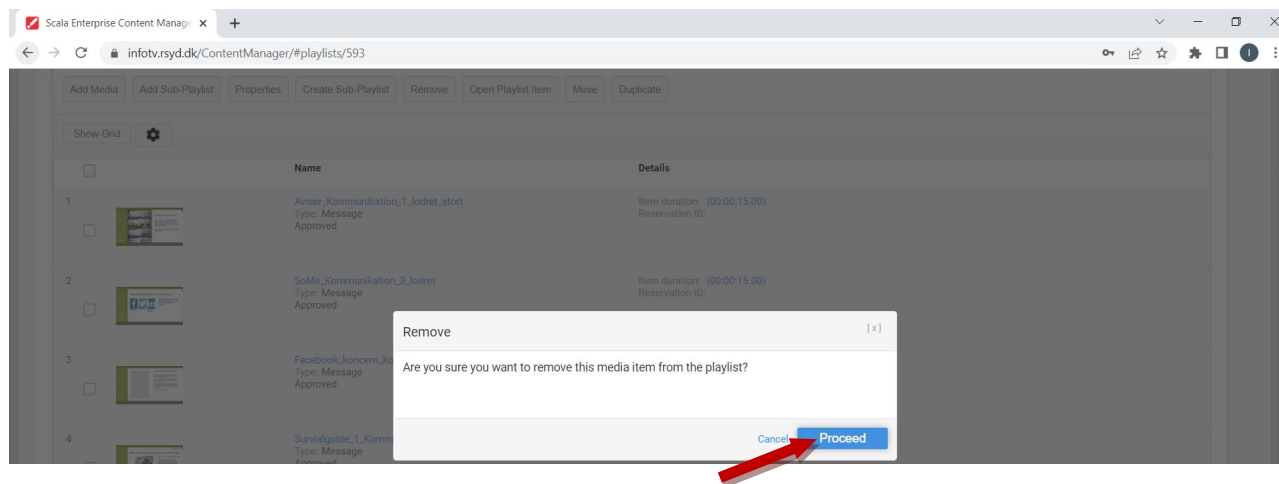 Scala Enterprise Content Manage
infotv.rsyd.dk/ContentManager/#playlists/593
Add Media Add Sub-Playlist Properties Create Sub-Playlist Remove Open Playlist Item Move Duplicate
Show Grid
Name Details
1 Aviser_Kommunikation_1_lodret_stort Item duration: (00:00:15.00)
Type: Message Reservation ID:
Approved
2 SoMe_Kommunikation_3_lodret Item duration: (00:00:15.00)
Type: Message Reservation ID:
Approved
Remove [x]
3 Facebook_koncern_ko
Are you sure you want to remove this media item from the playlist?
Type: Message
Approved
4 Survialguide_1_Komm
Cancel Proceed
Type: Message
Approved